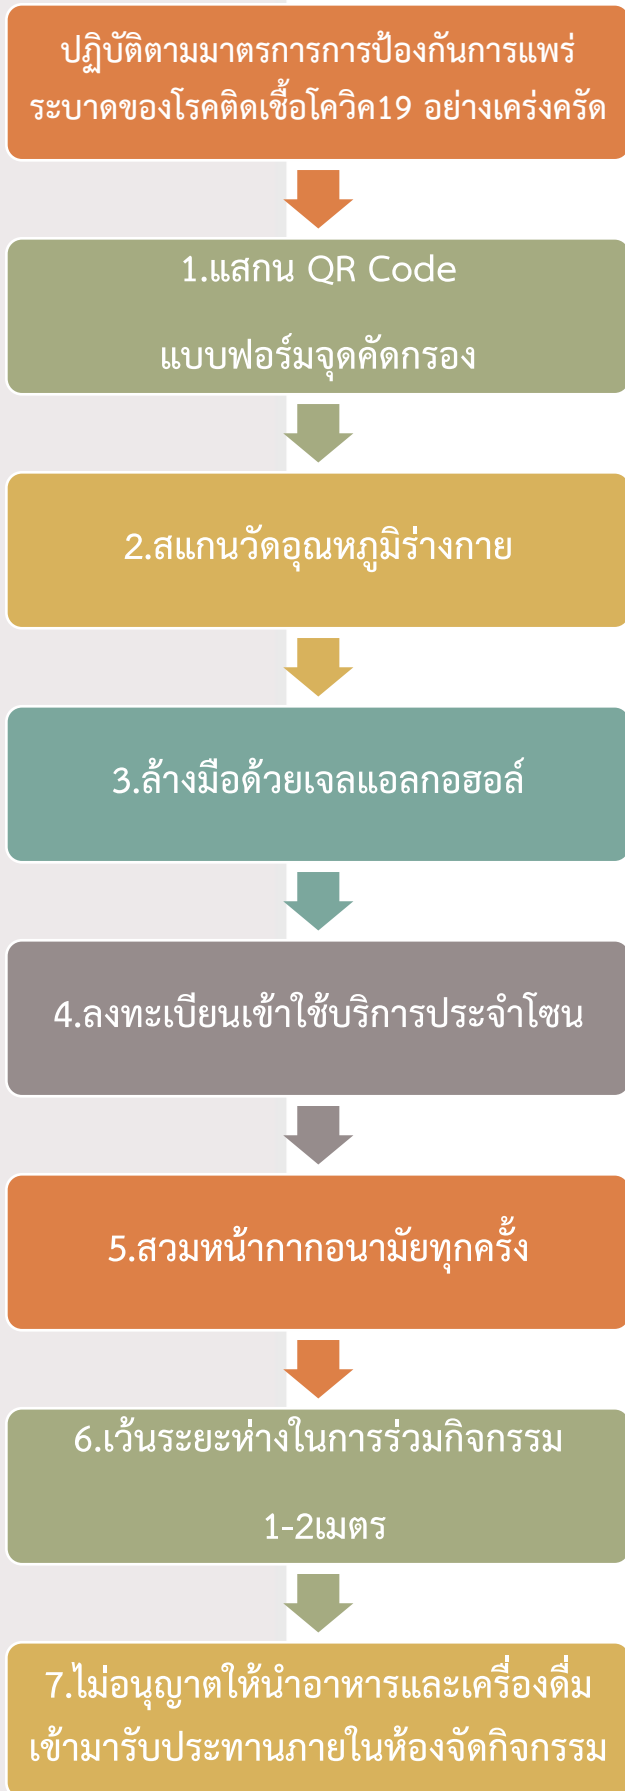 ปฏิบัติตามมาตรการการป้องกันการแพร่
ระบาดของโรคติดเชื้อโควิค19 อย่างเคร่งครัด
1.แสกน QR Code
แบบฟอร์มจุดคัดกรอง
2.สแกนวัดอุณหภูมิร่างกาย
3.ล้างมือด้วยเจลแอลกอฮอล์
4.ลงทะเบียนเข้าใช้บริการประจำโซน
5.สวมหน้ากากอนามัยทุกครั้ง
6.เว้นระยะห่างในการร่วมกิจกรรม
1-2เมตร
7.ไม่อนุญาตให้นำอาหารและเครื่องดื่ม
เข้ามารับประทานภายในห้องจัดกิจกรรม